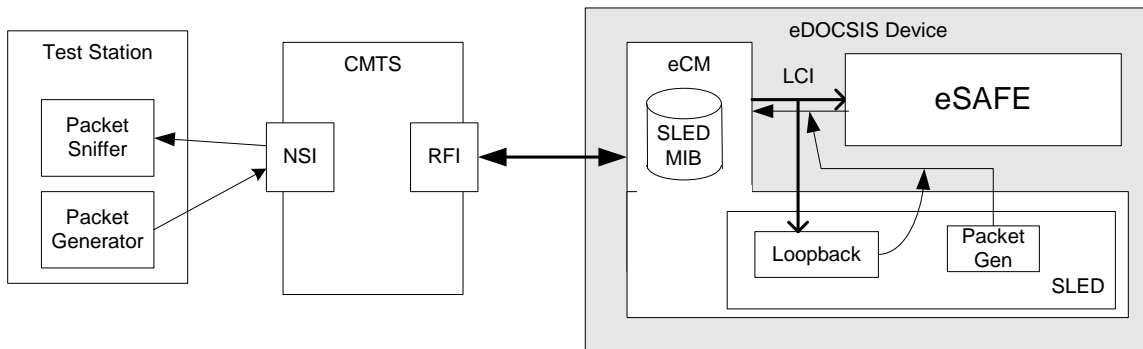 Test Station
Packet
Sniffer
Packet
Generator
CMTS
NSI
RFI
eDOCSIS Device
eCM
SLED
MIB
LCI
eSAFE
Loopback
Packet
Gen
SLED